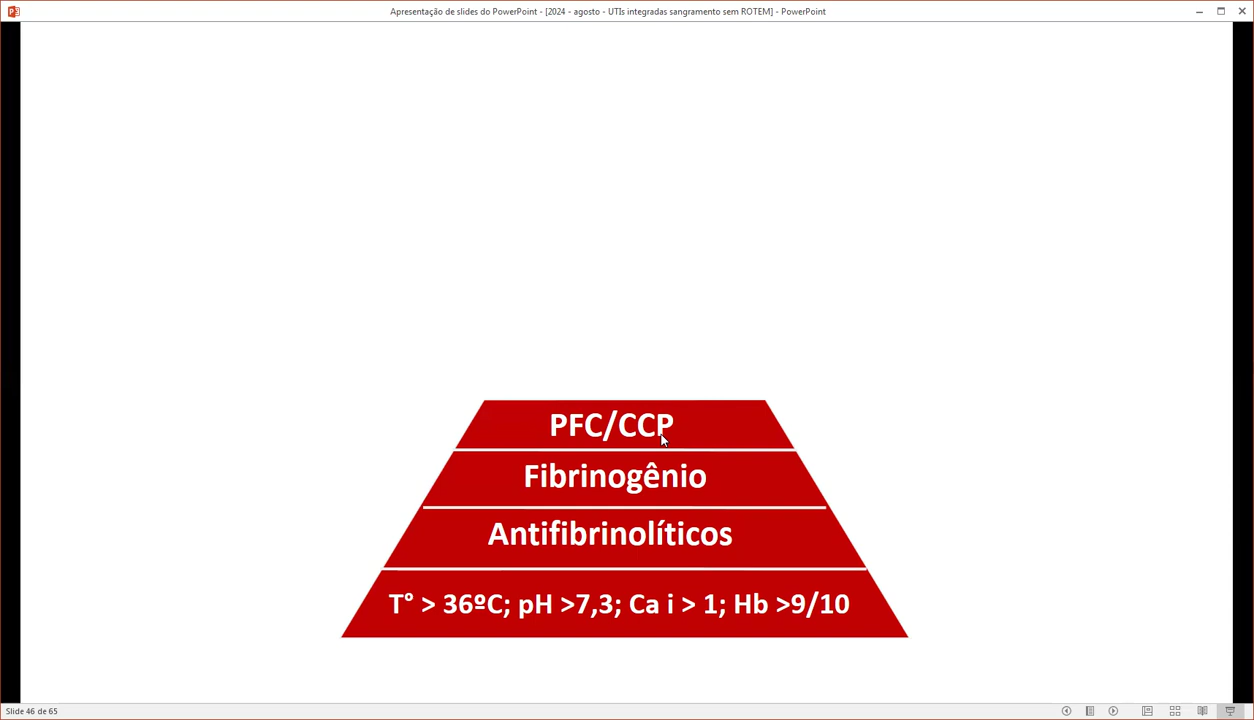 Apresentação de slides do PowerPoint - [2024 - agosto - UTIs integradas sangramento sem ROTEM] - PowerPoint
PFC/CCP
Fibrinogênio
Antifibrinolíticos
T° > 36ºC; pH >7,3; Ca i > 1; Hb >9/10
Slide 46 de 65